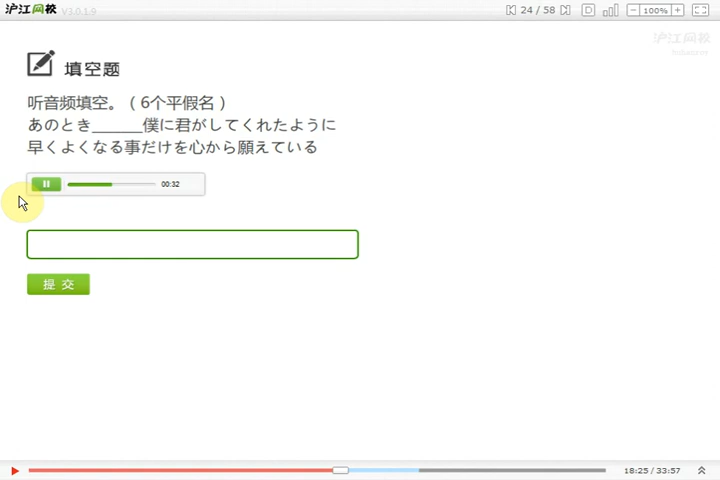 沪江网校 V3.0.1.9
24 / 58
D
100%
沪江网校
填空题
听音频填空。（6个平假名）
あのとき______僕に君がしてくれたように
早くよくなる事だけを心から願えている
00:32
提 交
18:25 / 33:57